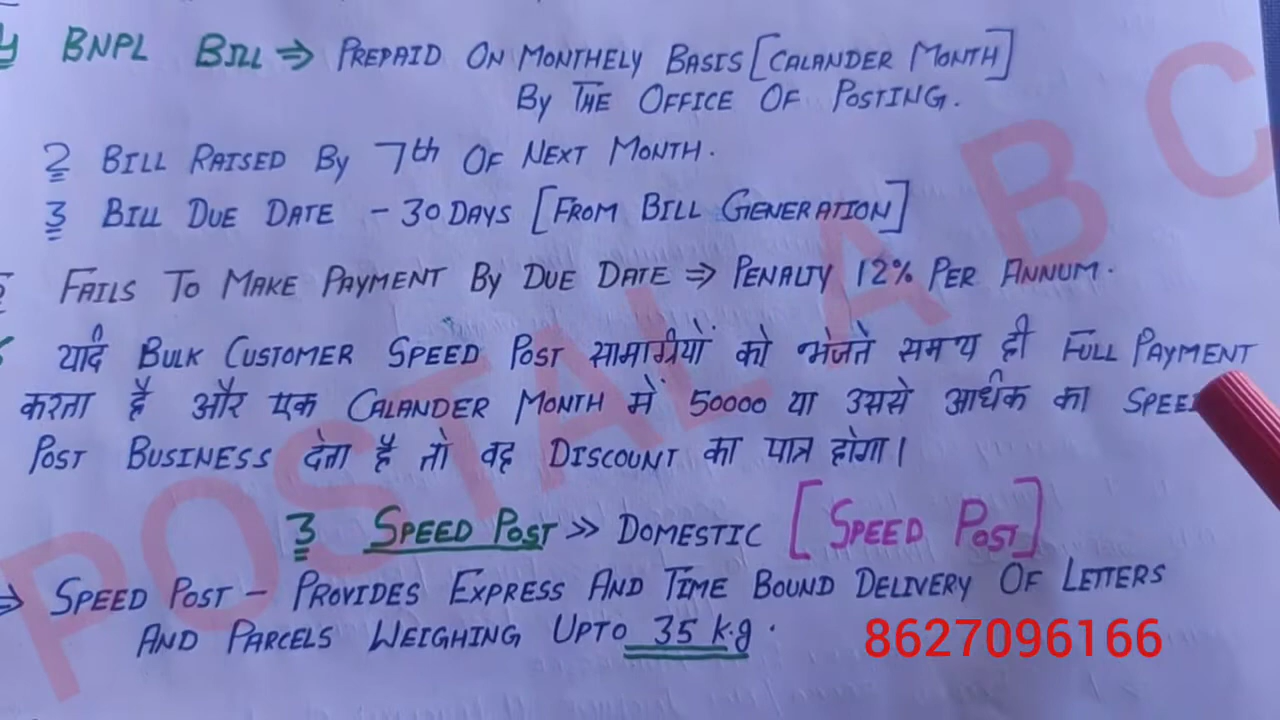 BNPL BILL ⇒ PREPAID ON MONTHELY BASIS [CALANDER MONTH]
BY THE OFFICE OF POSTING.
2 BILL RAISED BY 7th OF NEXT MONTH.
3 BILL DUE DATE - 30 DAYS [FROM BILL GENERATION]
FAILS TO MAKE PAYMENT BY DUE DATE ⇒ PENALTY 12% PER ANNUM.
यदि BULK CUSTOMER SPEED POST सामाग्रियों को भेजते समय ही FULL PAYMENT
करता है और एक CALANDER MONTH में 50000 या उससे अधिक का SPEE
POST BUSINESS देता है तो वह DISCOUNT का पात्र होगा।
3 SPEED POST >> DOMESTIC [SPEED POST]
⇒ SPEED POST - PROVIDES EXPRESS AND TIME BOUND DELIVERY OF LETTERS
AND PARCELS WEIGHING UPTO 35 K.g.
8627096166
POSTAL ABC